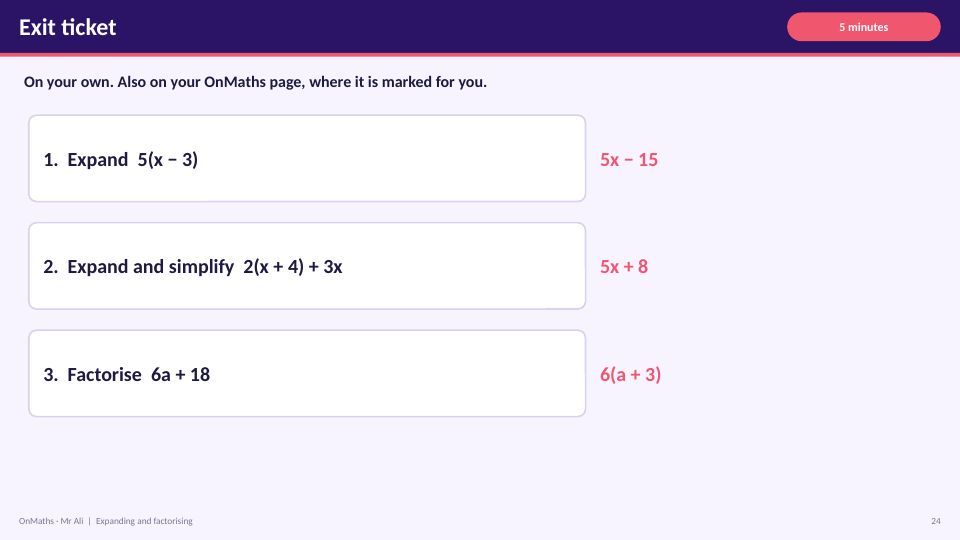 Exit ticket
5 minutes
On your own. Also on your OnMaths page, where it is marked for you.
1. Expand 5(x − 3)
5x − 15
2. Expand and simplify 2(x + 4) + 3x
5x + 8
3. Factorise 6a + 18
6(a + 3)
OnMaths · Mr Ali | Expanding and factorising
24